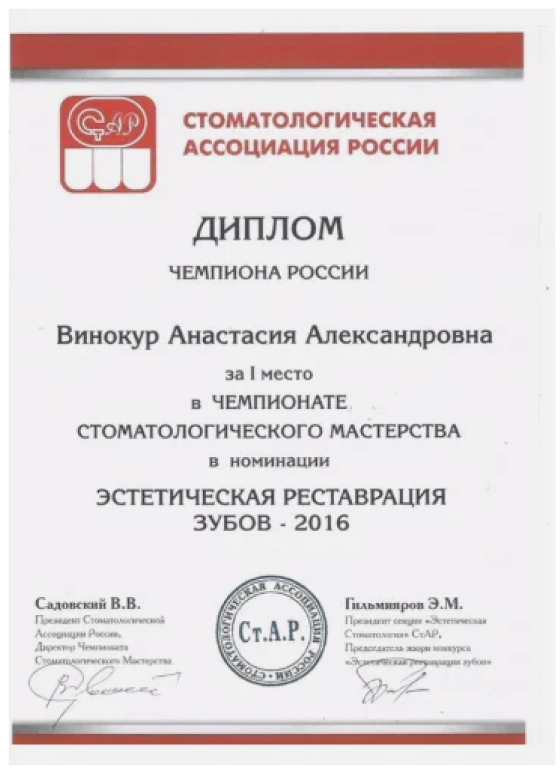 СтАР
СТОМАТОЛОГИЧЕСКАЯ
АССОЦИАЦИЯ РОССИИ
ДИПЛОМ
ЧЕМПИОНА РОССИИ
Винокур Анастасия Александровна
за I место
в ЧЕМПИОНАТЕ
СТОМАТОЛОГИЧЕСКОГО МАСТЕРСТВА
в номинации
ЭСТЕТИЧЕСКАЯ РЕСТАВРАЦИЯ
ЗУБОВ - 2016
Садовский В.В.
Президент Стоматологической
Ассоциации России,
Директор Чемпионата
Стоматологического Мастерства
СТОМАТОЛОГИЧЕСКАЯ АССОЦИАЦИЯ РОССИИ
Ст.А.Р.
Гильмияров Э.М.
Президент секции «Эстетическая
Стоматология» СтАР,
Председатель жюри конкурса
«Эстетическая реставрация зубов»